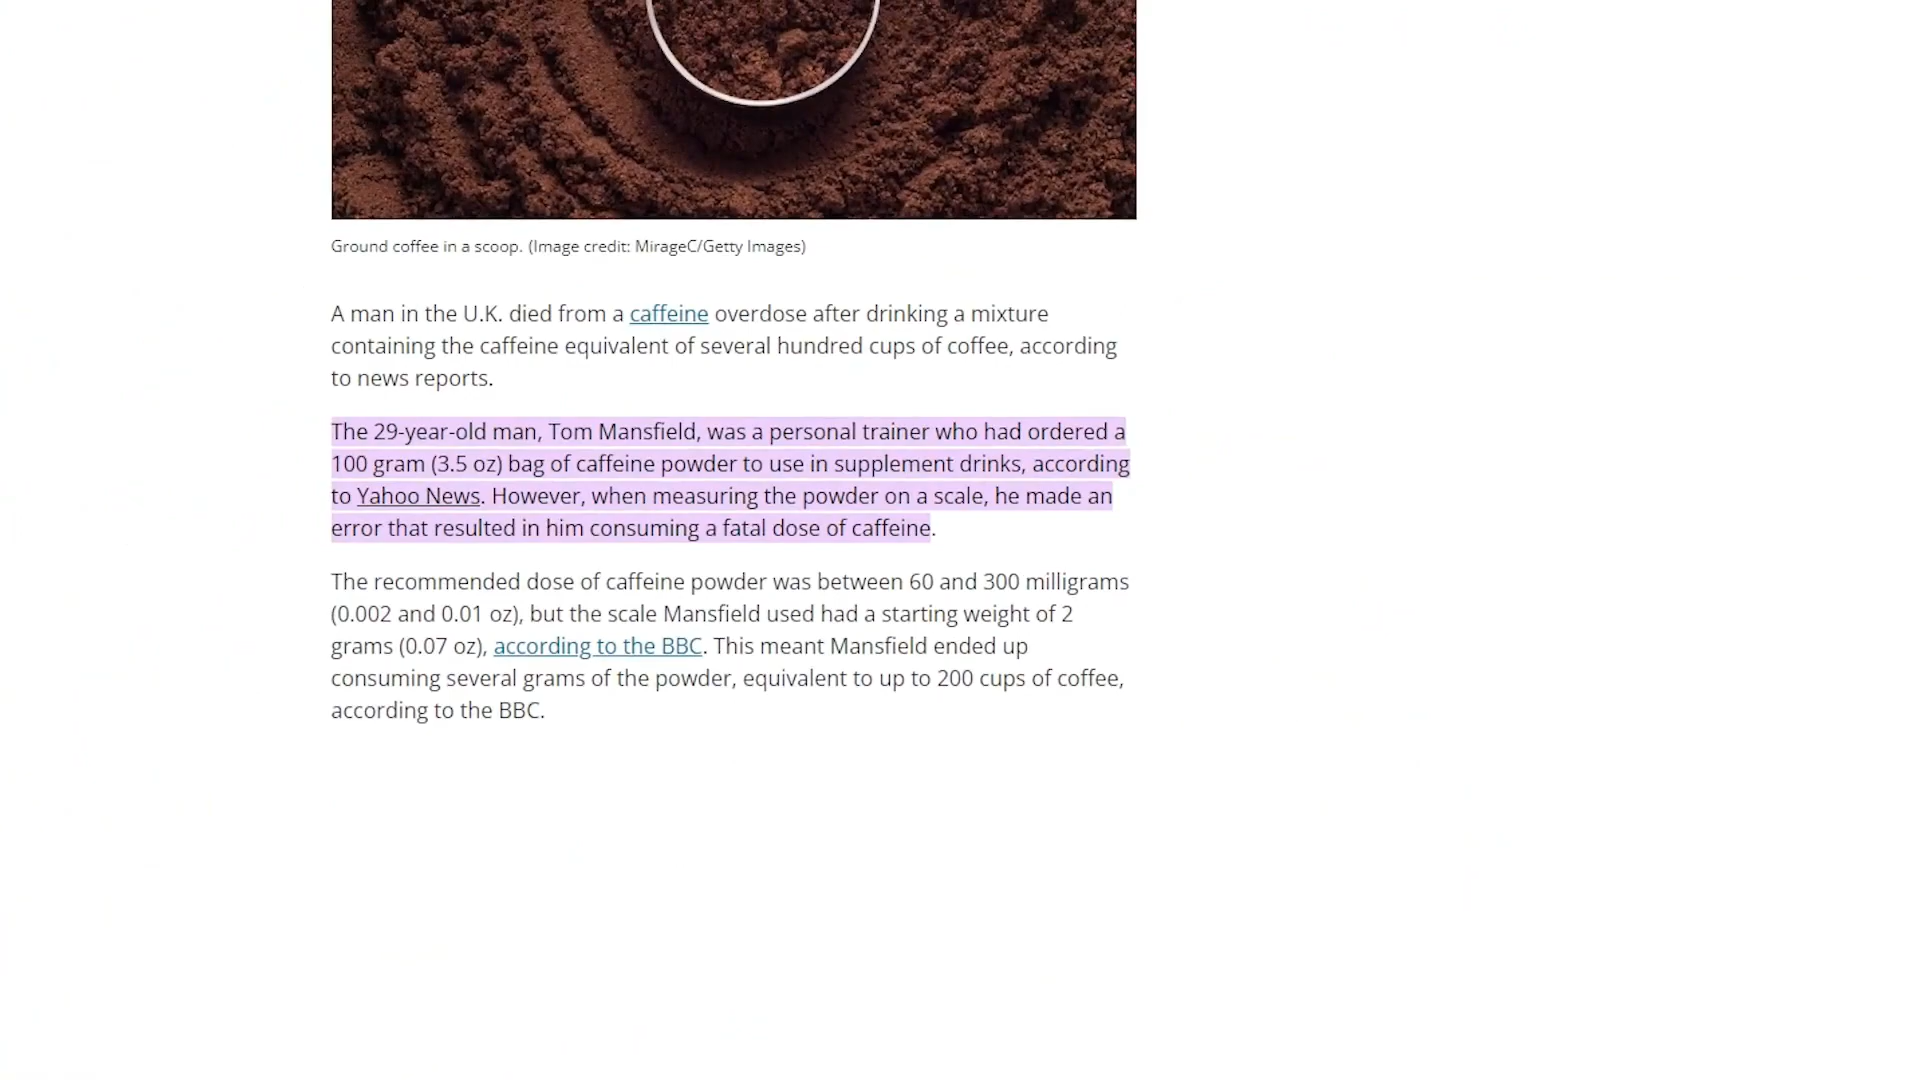 Ground coffee in a scoop. (Image credit: MirageC/Getty Images)
A man in the U.K. died from a caffeine overdose after drinking a mixture
containing the caffeine equivalent of several hundred cups of coffee, according
to news reports.
The 29-year-old man, Tom Mansfield, was a personal trainer who had ordered a
100 gram (3.5 oz) bag of caffeine powder to use in supplement drinks, according
to Yahoo News. However, when measuring the powder on a scale, he made an
error that resulted in him consuming a fatal dose of caffeine.
The recommended dose of caffeine powder was between 60 and 300 milligrams
(0.002 and 0.01 oz), but the scale Mansfield used had a starting weight of 2
grams (0.07 oz), according to the BBC. This meant Mansfield ended up
consuming several grams of the powder, equivalent to up to 200 cups of coffee,
according to the BBC.